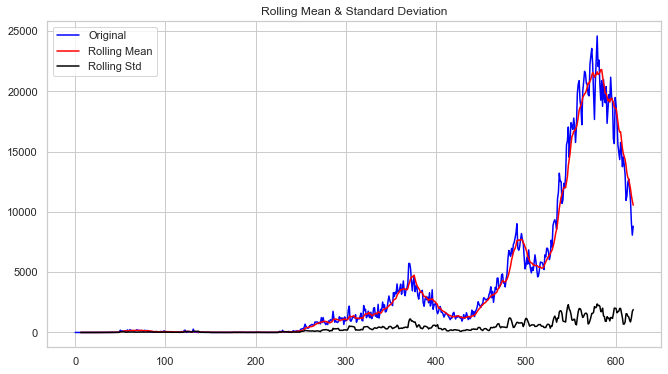 Rolling Mean & Standard Deviation
Original
Rolling Mean
Rolling Std
25000
20000
15000
10000
5000
0
0 100 200 300 400 500 600